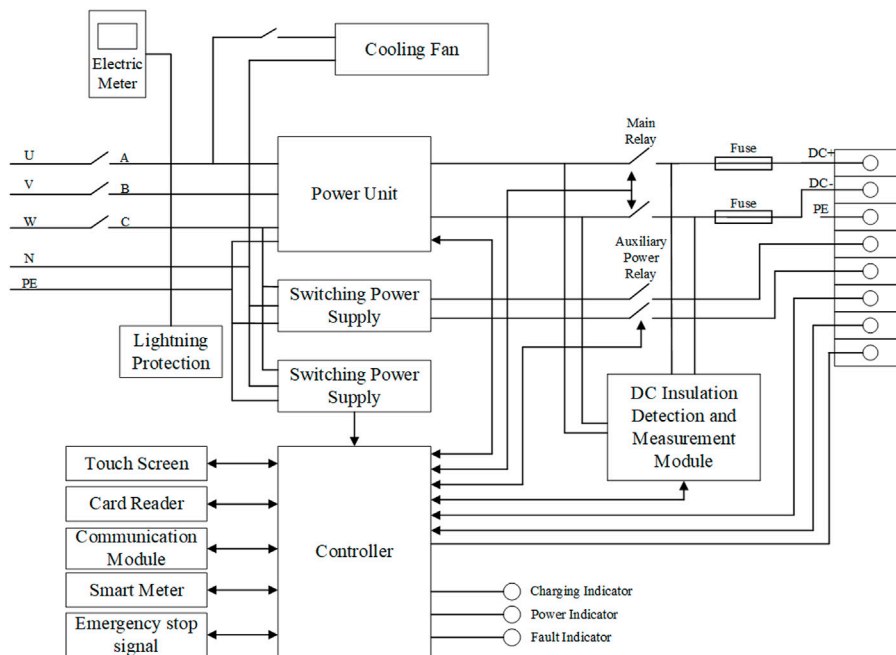 Electric
Meter
Cooling Fan
U
A
V
B
W
C
N
PE
Power Unit
Main
Relay
Fuse
DC+
DC-
Fuse
PE
Auxiliary
Power
Relay
Switching Power
Supply
Lightning
Protection
Switching Power
Supply
DC Insulation
Detection and
Measurement
Module
Touch Screen
Card Reader
Communication
Module
Smart Meter
Emergency stop
signal
Controller
Charging Indicator
Power Indicator
Fault Indicator